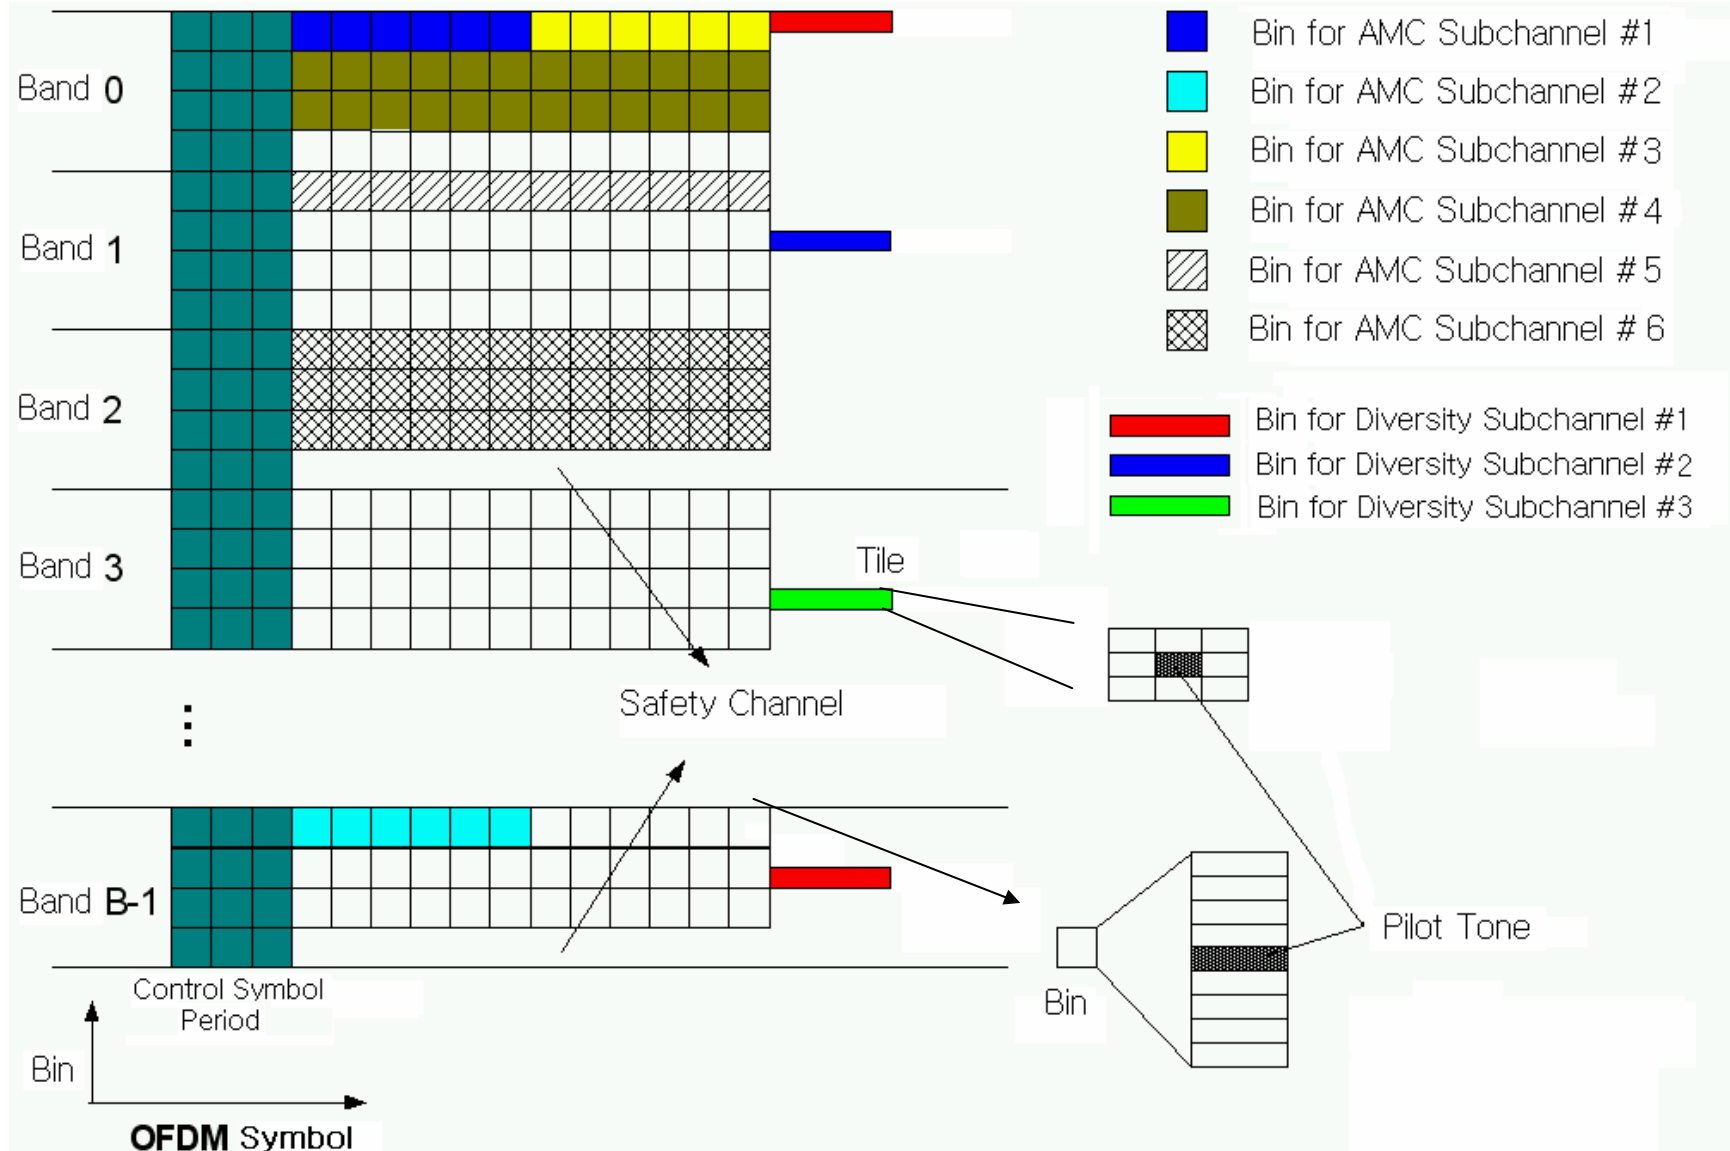 Band 0
Band 1
Band 2
Band 3
⋮
Band B-1
Control Symbol
Period
Bin
OFDM Symbol
Safety Channel
Tile
Bin
Pilot Tone
Bin for AMC Subchannel #1
Bin for AMC Subchannel #2
Bin for AMC Subchannel #3
Bin for AMC Subchannel #4
Bin for AMC Subchannel #5
Bin for AMC Subchannel #6
Bin for Diversity Subchannel #1
Bin for Diversity Subchannel #2
Bin for Diversity Subchannel #3